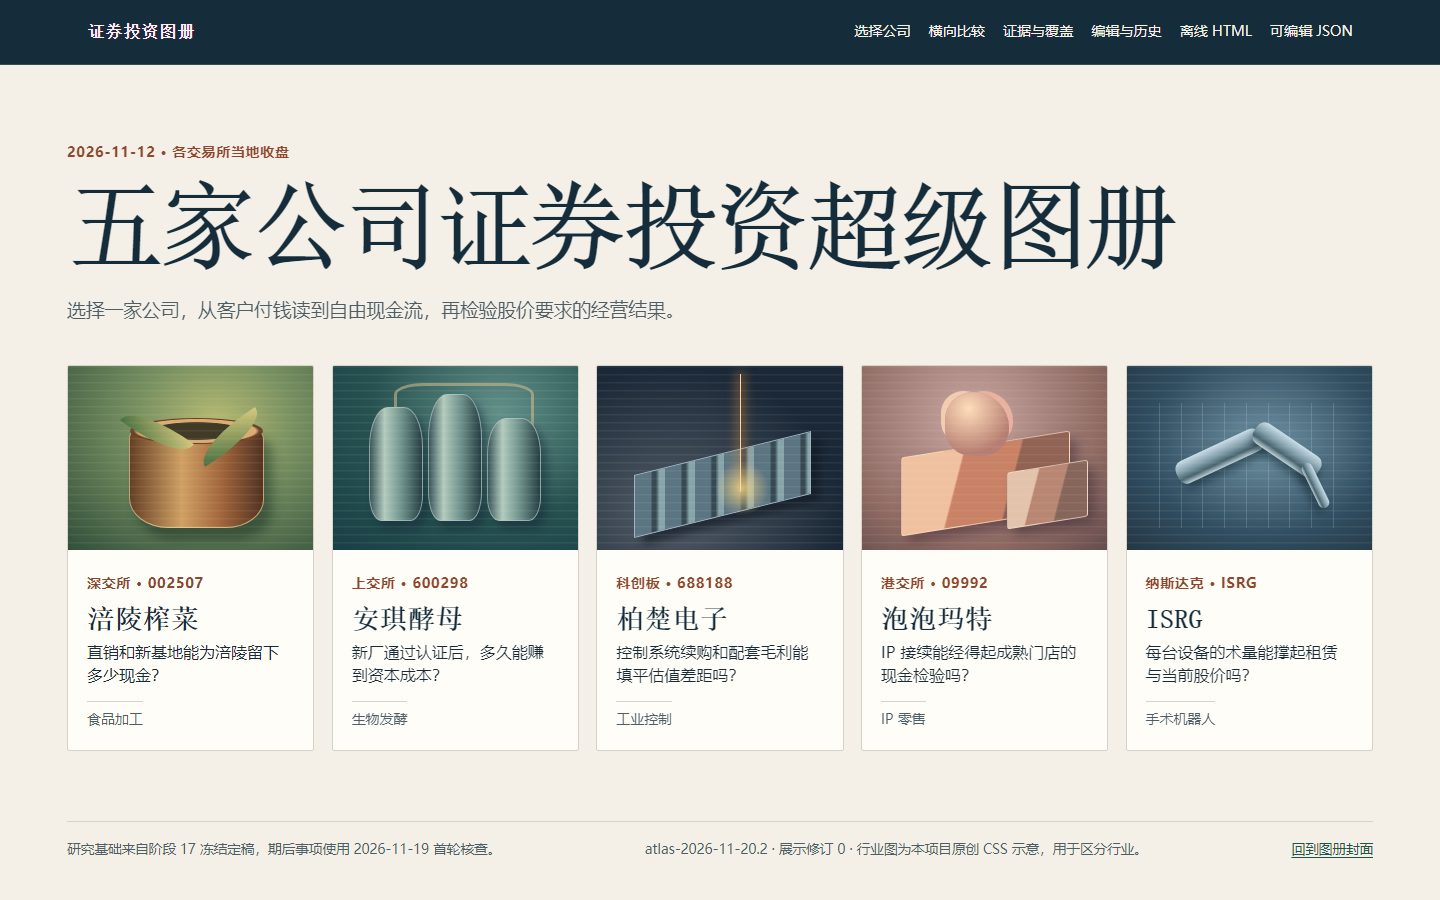 证券投资图册
选择公司 横向比较 证据与覆盖 编辑与历史 离线 HTML 可编辑 JSON
2026-11-12 • 各交易所当地收盘
五家公司证券投资超级图册
选择一家公司，从客户付钱读到自由现金流，再检验股价要求的经营结果。
深交所 • 002507
涪陵榨菜
直销和新基地能为涪陵留下
多少现金？
食品加工
上交所 • 600298
安琪酵母
新厂通过认证后，多久能赚
到资本成本？
生物发酵
科创板 • 688188
柏楚电子
控制系统续购和配套毛利能
填平估值差距吗？
工业控制
港交所 • 09992
泡泡玛特
IP 接续能经得起成熟门店的
现金检验吗？
IP 零售
纳斯达克 • ISRG
ISRG
每台设备的术量能撑起租赁
与当前股价吗？
手术机器人
研究基础来自阶段 17 冻结定稿，期后事项使用 2026-11-19 首轮核查。
atlas-2026-11-20.2 · 展示修订 0 · 行业图为本项目原创 CSS 示意，用于区分行业。
回到图册封面